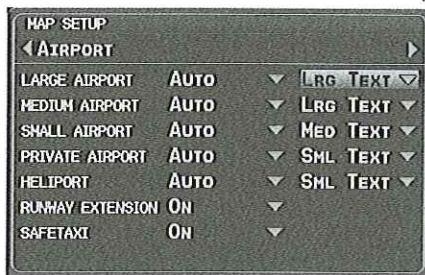 MAP SETUP
AIRPORT
LARGE AIRPORT AUTO LRG TEXT
MEDIUM AIRPORT AUTO LRG TEXT
SMALL AIRPORT AUTO MED TEXT
PRIVATE AIRPORT AUTO SML TEXT
HELIPORT AUTO SML TEXT
RUNWAY EXTENSION ON
SAFETAXI ON